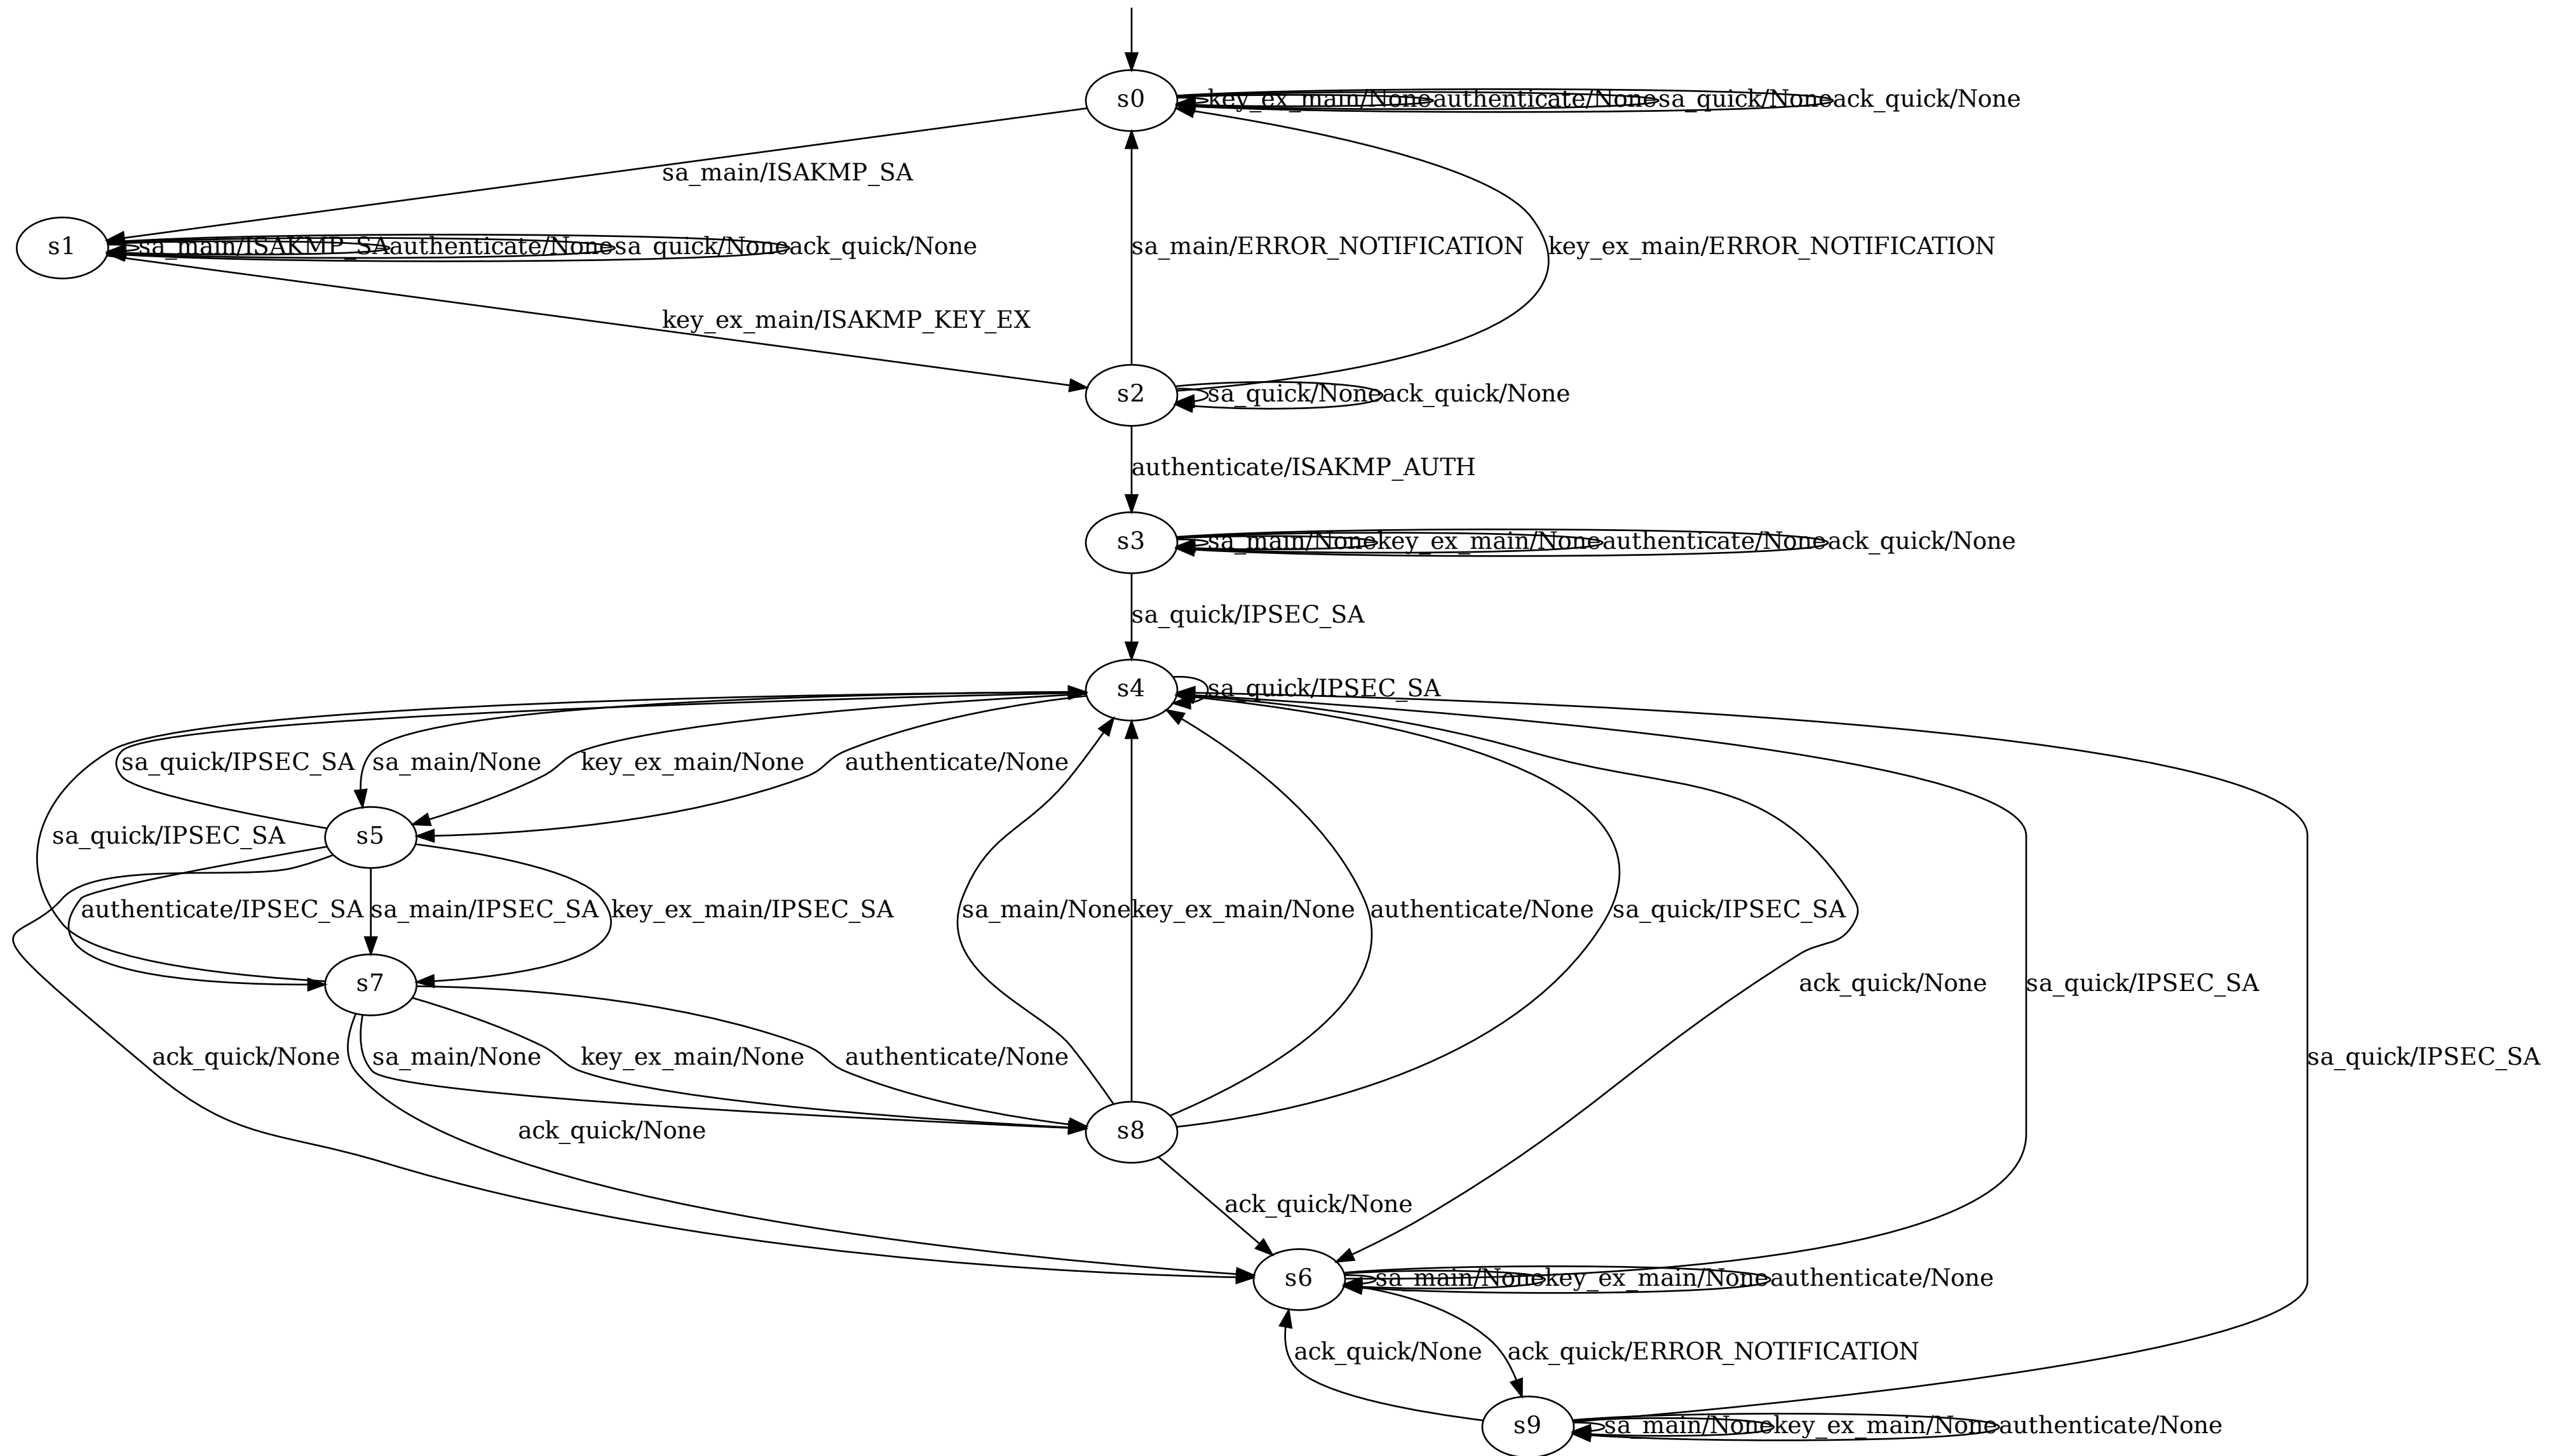 s0
key_ex_main/None
authenticate/None
sa_quick/None
ack_quick/None
sa_main/ISAKMP_SA
s1
sa_main/ISAKMP_SA
authenticate/None
sa_quick/None
ack_quick/None
sa_main/ERROR_NOTIFICATION
key_ex_main/ERROR_NOTIFICATION
key_ex_main/ISAKMP_KEY_EX
s2
sa_quick/None
ack_quick/None
authenticate/ISAKMP_AUTH
s3
sa_main/None
key_ex_main/None
authenticate/None
ack_quick/None
sa_quick/IPSEC_SA
s4
sa_quick/IPSEC_SA
sa_quick/IPSEC_SA
sa_main/None
key_ex_main/None
authenticate/None
sa_quick/IPSEC_SA
s5
authenticate/IPSEC_SA
sa_main/IPSEC_SA
key_ex_main/IPSEC_SA
sa_main/None
key_ex_main/None
authenticate/None
sa_quick/IPSEC_SA
s7
ack_quick/None
sa_quick/IPSEC_SA
ack_quick/None
sa_main/None
key_ex_main/None
authenticate/None
sa_quick/IPSEC_SA
ack_quick/None
s8
ack_quick/None
s6
sa_main/None
key_ex_main/None
authenticate/None
ack_quick/None
ack_quick/ERROR_NOTIFICATION
s9
sa_main/None
key_ex_main/None
authenticate/None